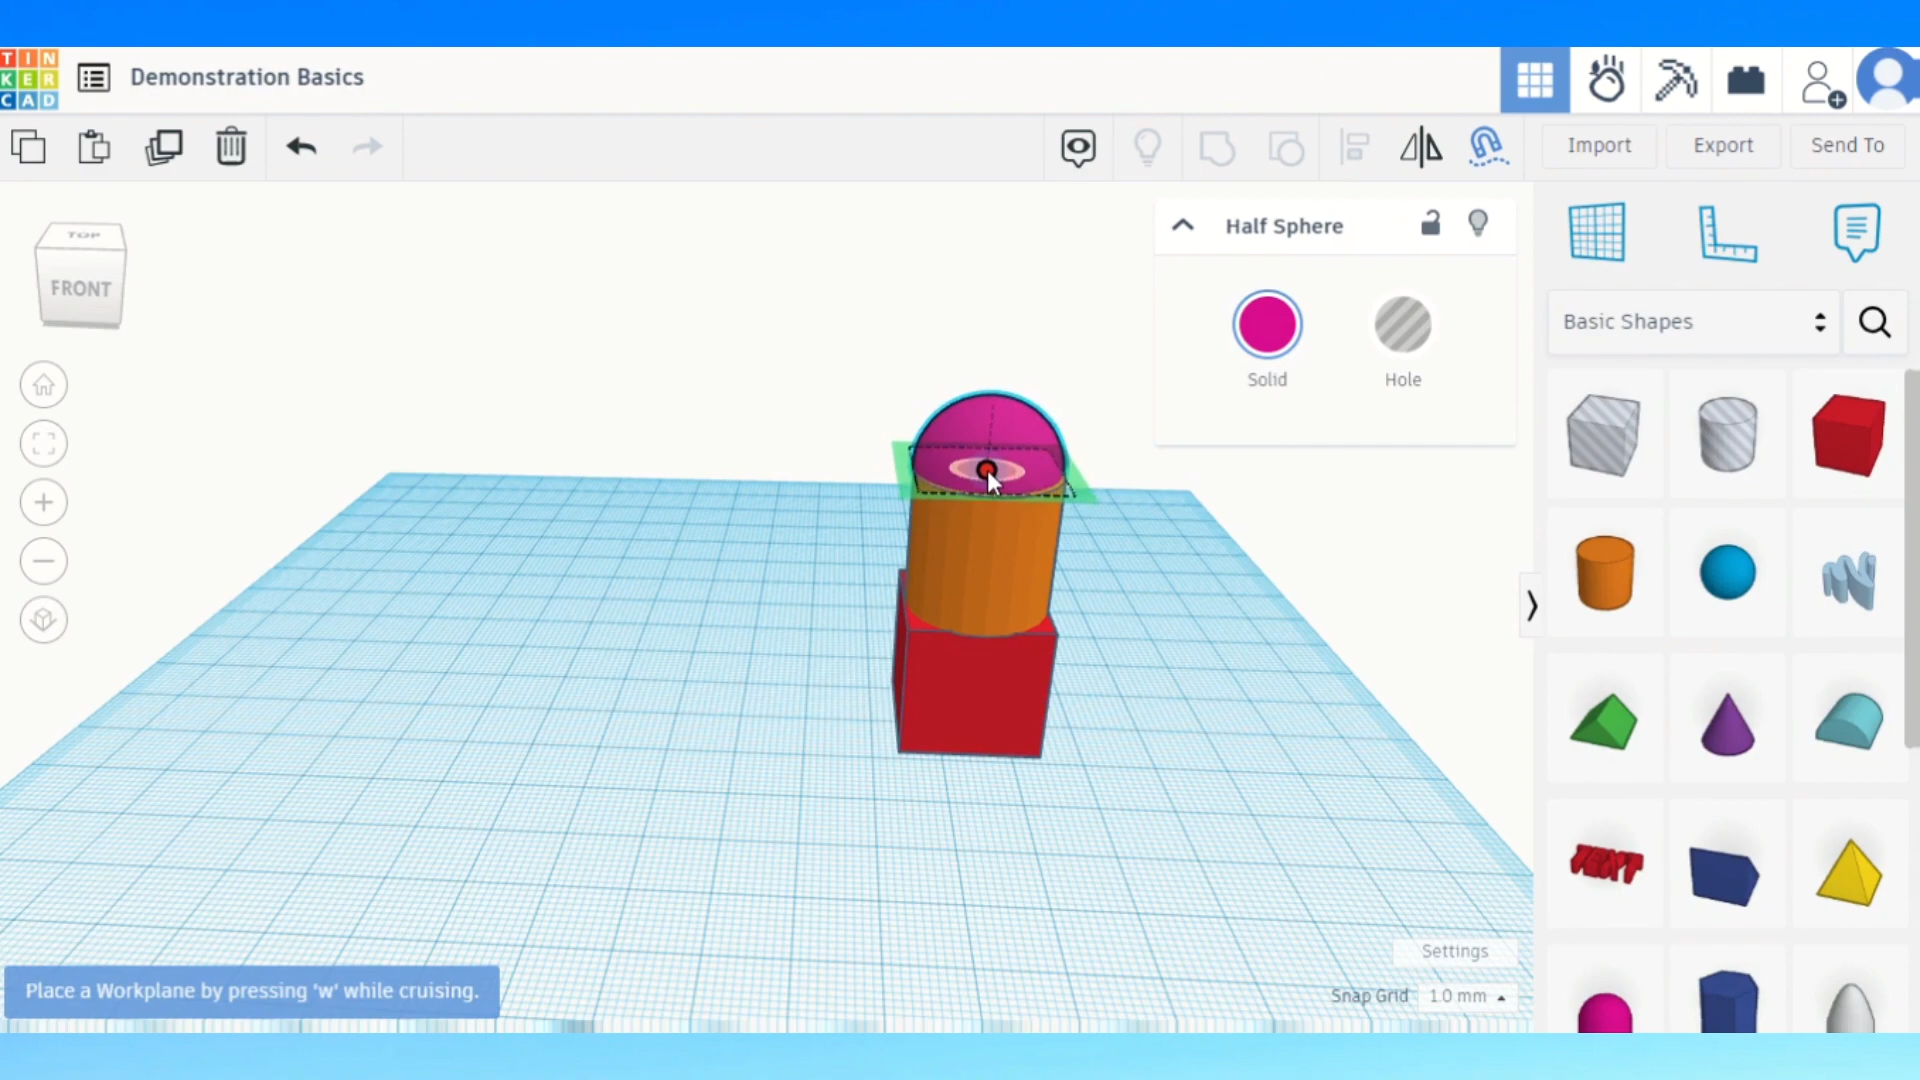 TIN
KER
CAD
Demonstration Basics
Import
Export
Send To
TOP
FRONT
Half Sphere
Solid
Hole
Basic Shapes
TEXT
Settings
Snap Grid
1.0 mm
Place a Workplane by pressing 'w' while cruising.